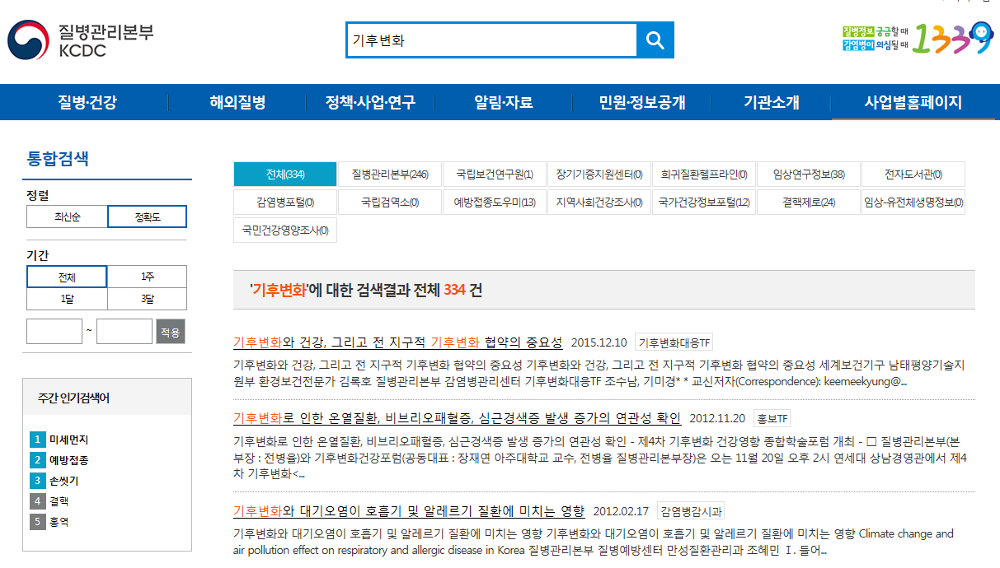 질병관리본부
KCDC
기후변화
질병정보 궁금할 때
감염병이 의심될 때
1339
질병·건강 해외질병 정책·사업·연구 알림·자료 민원·정보공개 기관소개 사업별홈페이지
통합검색
정렬
최신순 정확도
기간
전체 1주
1달 3달
~ 적용
주간 인기검색어
1 미세먼지
2 예방접종
3 손씻기
4 결핵
5 홍역
전체(334) 질병관리본부(246) 국립보건연구원(1) 장기기증지원센터(0) 희귀질환헬프라인(0) 임상연구정보(38) 전자도서관(0)
감염병포털(0) 국립검역소(0) 예방접종도우미(13) 지역사회건강조사(0) 국가건강정보포털(12) 결핵제로(24) 임상-유전체생명정보(0)
국민건강영양조사(0)
'기후변화'에 대한 검색결과 전체 334 건
기후변화와 건강, 그리고 전 지구적 기후변화 협약의 중요성 2015.12.10 기후변화대응TF
기후변화와 건강, 그리고 전 지구적 기후변화 협약의 중요성 기후변화와 건강, 그리고 전 지구적 기후변화 협약의 중요성 세계보건기구 남태평양기술지
원부 환경보건전문가 김록호 질병관리본부 감염병관리센터 기후변화대응TF 조수남, 기미경* * 교신저자(Correspondence): keemeekyung@...
기후변화로 인한 온열질환, 비브리오패혈증, 심근경색증 발생 증가의 연관성 확인 2012.11.20 홍보TF
기후변화로 인한 온열질환, 비브리오패혈증, 심근경색증 발생 증가의 연관성 확인 - 제4차 기후변화 건강영향 종합학술포럼 개최 - □ 질병관리본부(본
부장 : 전병율)와 기후변화건강포럼(공동대표 : 장재연 아주대학교 교수, 전병율 질병관리본부장)은 오는 11월 20일 오후 2시 연세대 상남경영관에서 제4
차 기후변화<...
기후변화와 대기오염이 호흡기 및 알레르기 질환에 미치는 영향 2012.02.17 감염병감시과
기후변화와 대기오염이 호흡기 및 알레르기 질환에 미치는 영향 기후변화와 대기오염이 호흡기 및 알레르기 질환에 미치는 영향 Climate change and
air pollution effect on respiratory and allergic disease in Korea 질병관리본부 질병예방센터 만성질환관리과 조혜민 Ⅰ. 들어...